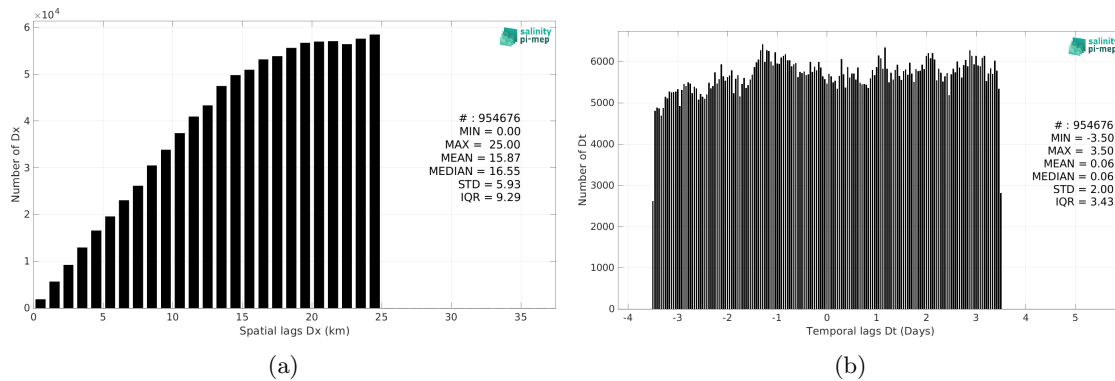 ×10⁴
6
5
4
3
2
1
0
Number of Dx
0 5 10 15 20 25 30 35
Spatial lags Dx (km)
salinity
pi-mep
# : 954676
MIN = 0.00
MAX = 25.00
MEAN = 15.87
MEDIAN = 16.55
STD = 5.93
IQR = 9.29
(a)
6000
5000
4000
3000
2000
1000
0
Number of Dt
-4 -3 -2 -1 0 1 2 3 4 5
Temporal lags Dt (Days)
salinity
pi-mep
# : 954676
MIN = -3.50
MAX = 3.50
MEAN = 0.06
MEDIAN = 0.06
STD = 2.00
IQR = 3.43
(b)